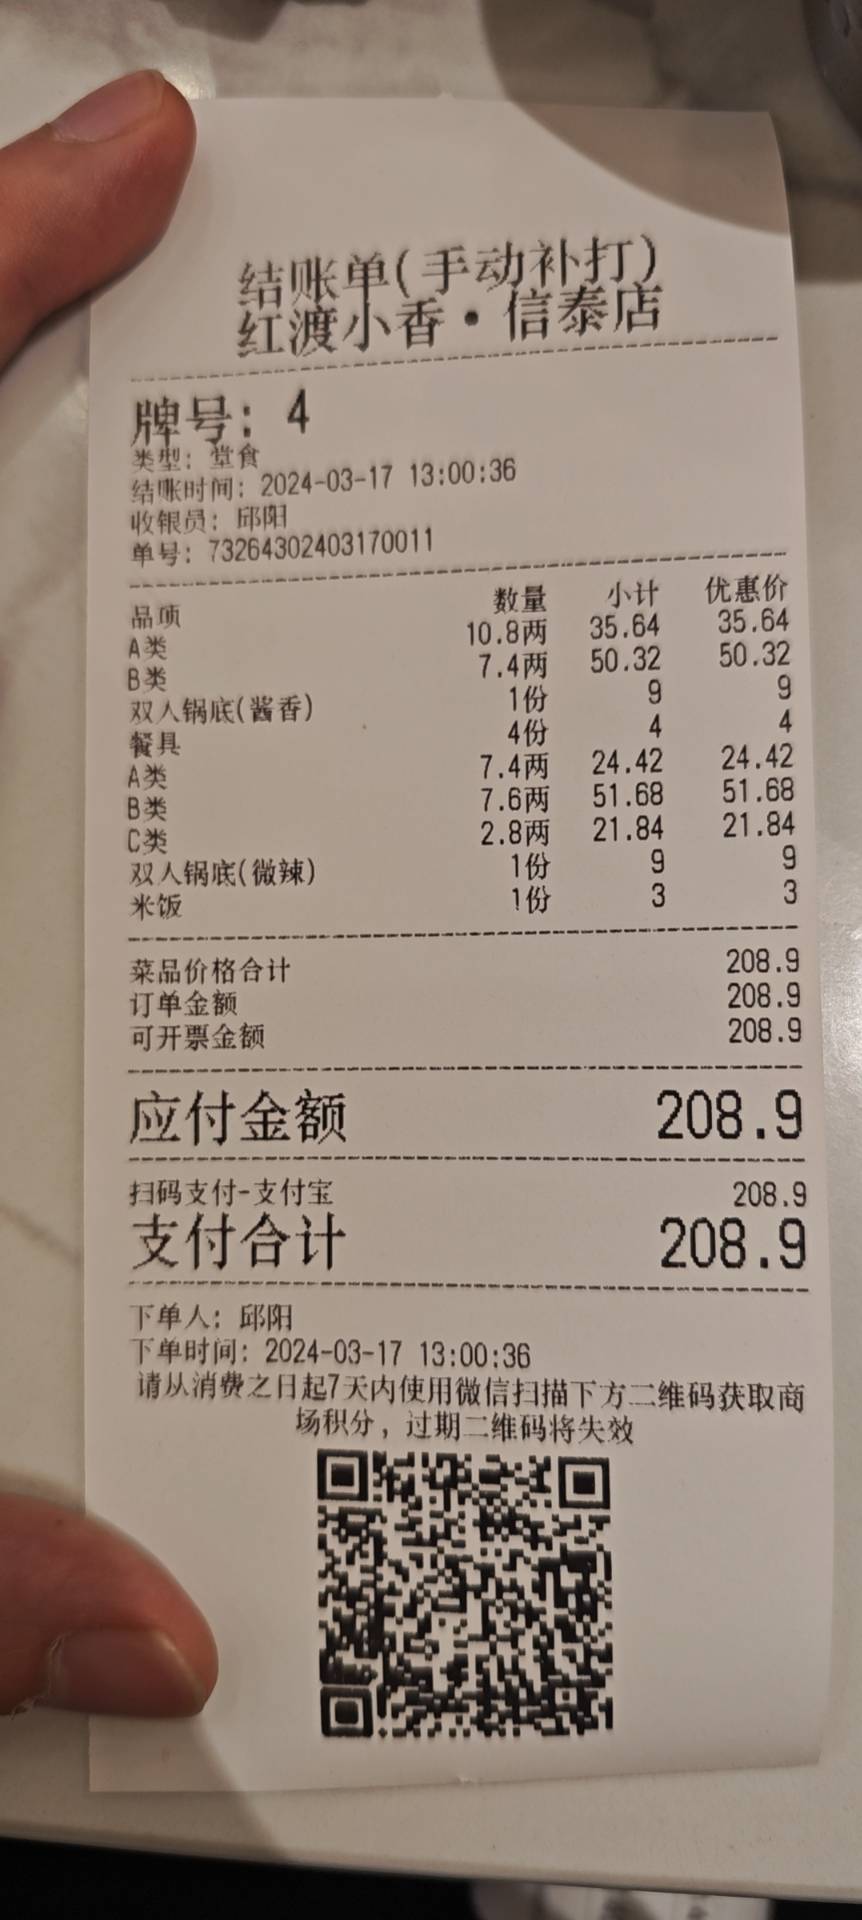 结账单(手动补打)
红渡小香·信泰店
牌号: 4
类型: 堂食
结账时间: 2024-03-17 13:00:36
收银员: 邱阳
单号: 73264302403170011
品项 数量 小计 优惠价
A类 10.8两 35.64 35.64
B类 7.4两 50.32 50.32
双人锅底(酱香) 1份 9 9
餐具 4份 4 4
A类 7.4两 24.42 24.42
B类 7.6两 51.68 51.68
C类 2.8两 21.84 21.84
双人锅底(微辣) 1份 9 9
米饭 1份 3 3
菜品价格合计 208.9
订单金额 208.9
可开票金额 208.9
应付金额 208.9
扫码支付-支付宝 208.9
支付合计 208.9
下单人: 邱阳
下单时间: 2024-03-17 13:00:36
请从消费之日起7天内使用微信扫描下方二维码获取商
场积分, 过期二维码将失效